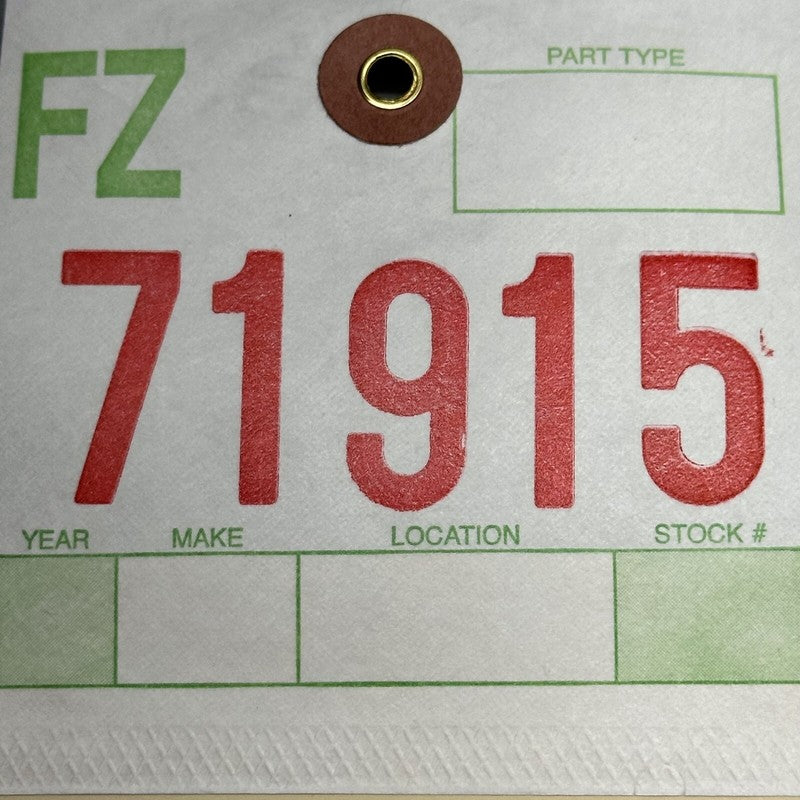 FZ
PART TYPE
71915
YEAR MAKE LOCATION STOCK #